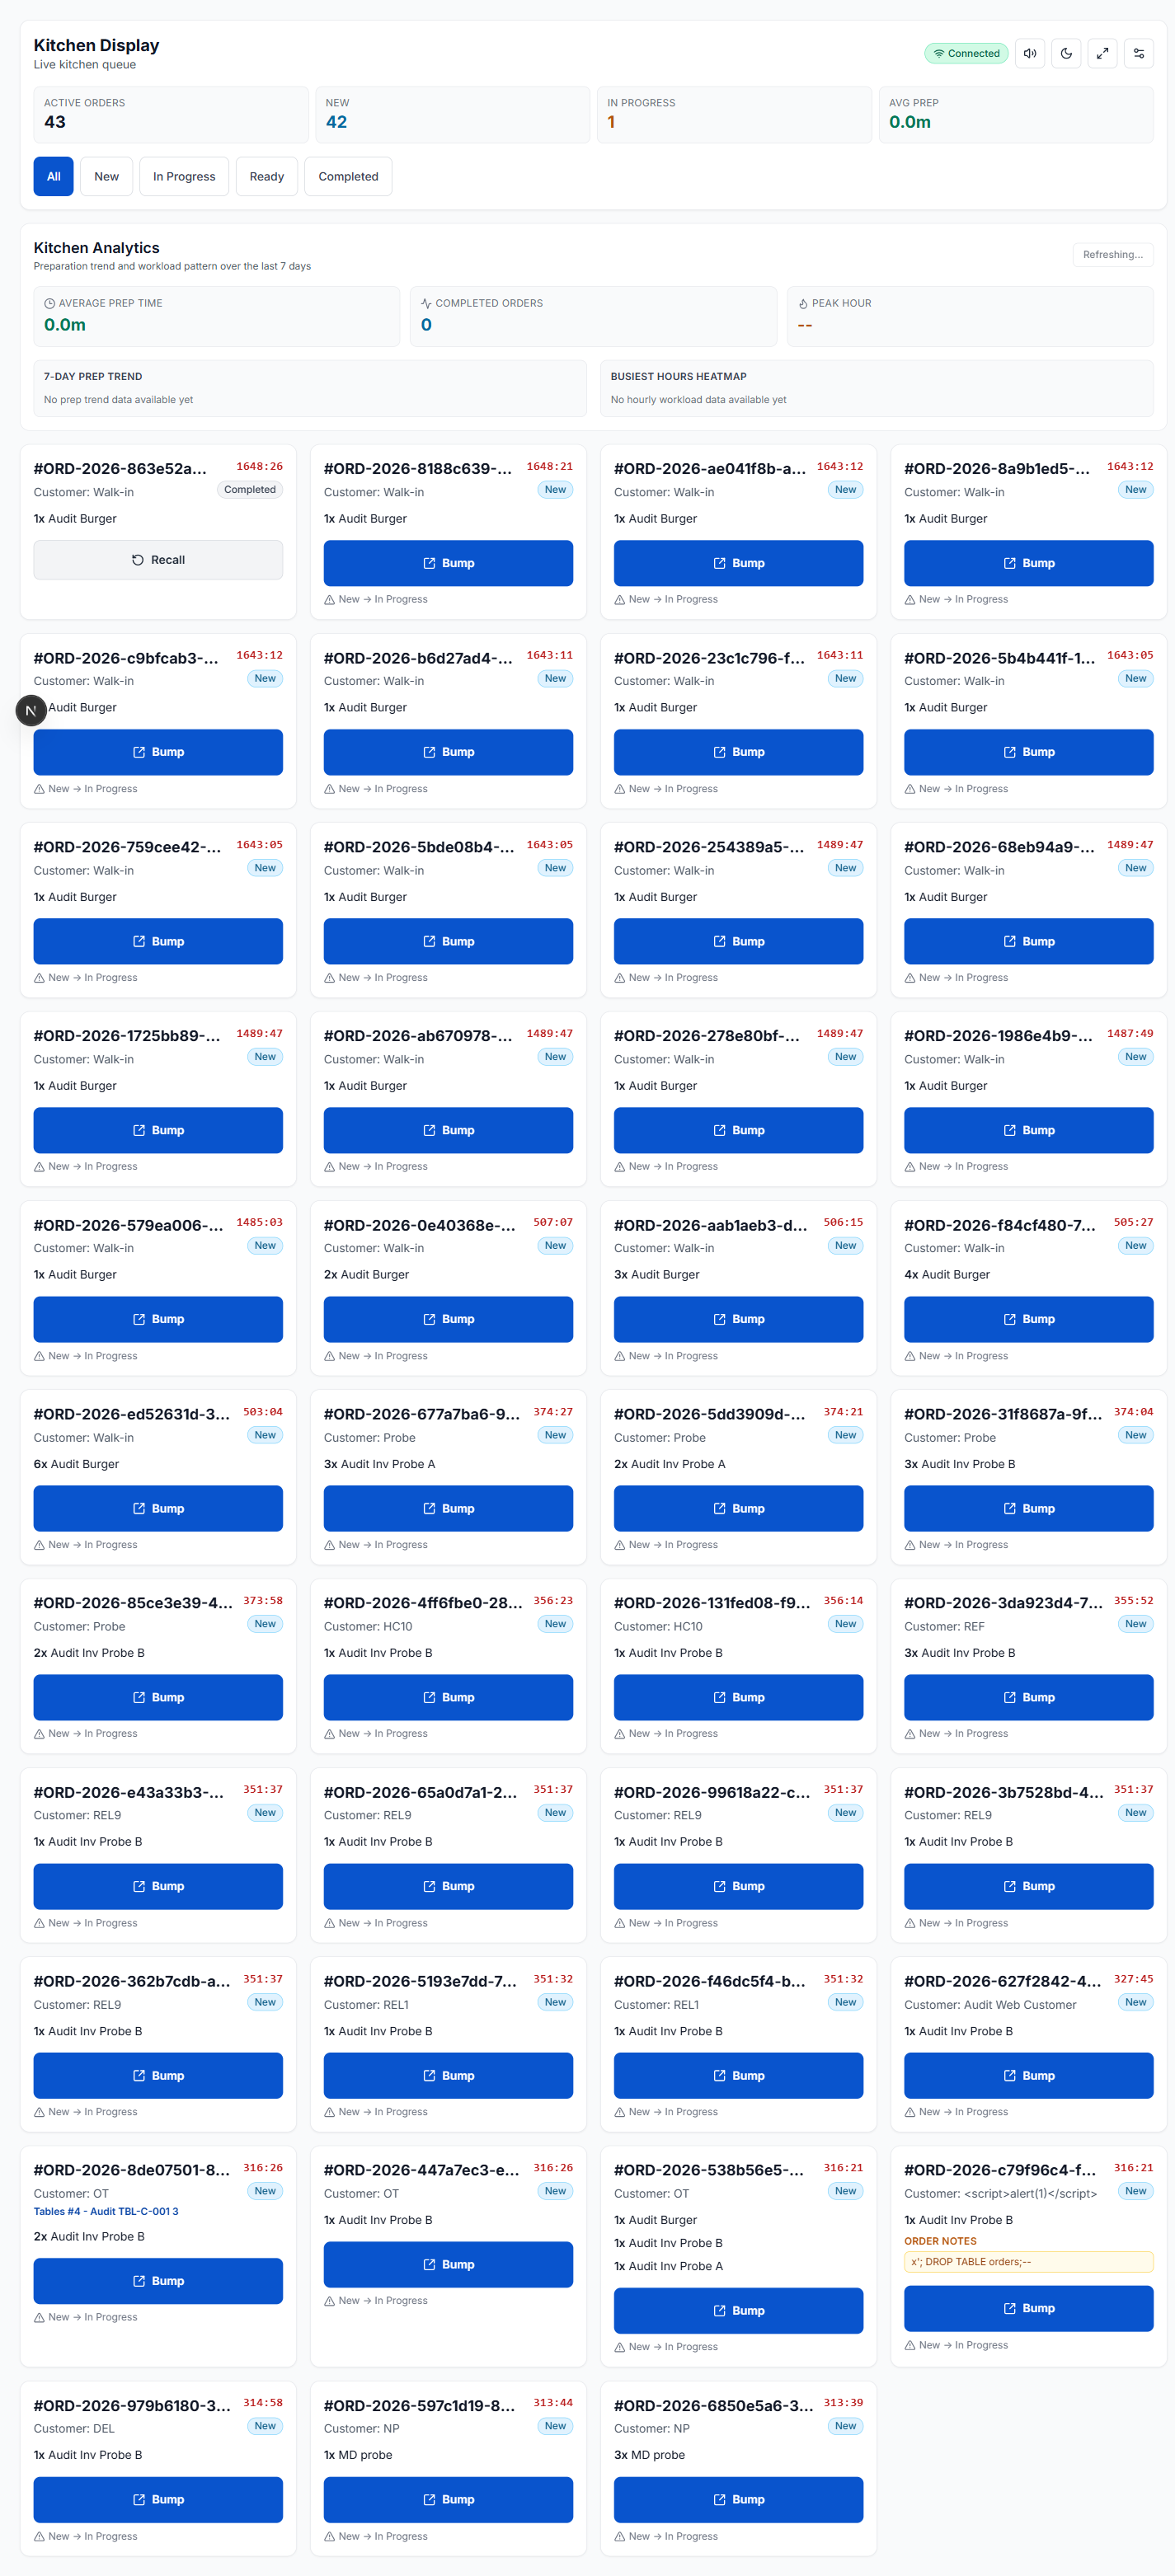 Kitchen Display
Live kitchen queue
Connected
ACTIVE ORDERS
43
NEW
42
IN PROGRESS
1
AVG PREP
0.0m
All
New
In Progress
Ready
Completed
Kitchen Analytics
Preparation trend and workload pattern over the last 7 days
Refreshing...
AVERAGE PREP TIME
0.0m
COMPLETED ORDERS
0
PEAK HOUR
--
7-DAY PREP TREND
No prep trend data available yet
BUSIEST HOURS HEATMAP
No hourly workload data available yet
#ORD-2026-863e52a... 1648:26
Customer: Walk-in Completed
1x Audit Burger
Recall
#ORD-2026-8188c639-... 1648:21
Customer: Walk-in New
1x Audit Burger
Bump
New → In Progress
#ORD-2026-ae041f8b-a... 1643:12
Customer: Walk-in New
1x Audit Burger
Bump
New → In Progress
#ORD-2026-8a9b1ed5-... 1643:12
Customer: Walk-in New
1x Audit Burger
Bump
New → In Progress
#ORD-2026-c9bfcab3-... 1643:12
Customer: Walk-in New
N Audit Burger
Bump
New → In Progress
#ORD-2026-b6d27ad4-... 1643:11
Customer: Walk-in New
1x Audit Burger
Bump
New → In Progress
#ORD-2026-23c1c796-f... 1643:11
Customer: Walk-in New
1x Audit Burger
Bump
New → In Progress
#ORD-2026-5b4b441f-1... 1643:05
Customer: Walk-in New
1x Audit Burger
Bump
New → In Progress
#ORD-2026-759cee42-... 1643:05
Customer: Walk-in New
1x Audit Burger
Bump
New → In Progress
#ORD-2026-5bde08b4-... 1643:05
Customer: Walk-in New
1x Audit Burger
Bump
New → In Progress
#ORD-2026-254389a5-... 1489:47
Customer: Walk-in New
1x Audit Burger
Bump
New → In Progress
#ORD-2026-68eb94a9-... 1489:47
Customer: Walk-in New
1x Audit Burger
Bump
New → In Progress
#ORD-2026-1725bb89-... 1489:47
Customer: Walk-in New
1x Audit Burger
Bump
New → In Progress
#ORD-2026-ab670978-... 1489:47
Customer: Walk-in New
1x Audit Burger
Bump
New → In Progress
#ORD-2026-278e80bf-... 1489:47
Customer: Walk-in New
1x Audit Burger
Bump
New → In Progress
#ORD-2026-1986e4b9-... 1487:49
Customer: Walk-in New
1x Audit Burger
Bump
New → In Progress
#ORD-2026-579ea006-... 1485:03
Customer: Walk-in New
1x Audit Burger
Bump
New → In Progress
#ORD-2026-0e40368e-... 507:07
Customer: Walk-in New
2x Audit Burger
Bump
New → In Progress
#ORD-2026-aab1aeb3-d... 506:15
Customer: Walk-in New
3x Audit Burger
Bump
New → In Progress
#ORD-2026-f84cf480-7... 505:27
Customer: Walk-in New
4x Audit Burger
Bump
New → In Progress
#ORD-2026-ed52631d-3... 503:04
Customer: Walk-in New
6x Audit Burger
Bump
New → In Progress
#ORD-2026-677a7ba6-9... 374:27
Customer: Probe New
3x Audit Inv Probe A
Bump
New → In Progress
#ORD-2026-5dd3909d-... 374:21
Customer: Probe New
2x Audit Inv Probe A
Bump
New → In Progress
#ORD-2026-31f8687a-9f... 374:04
Customer: Probe New
3x Audit Inv Probe B
Bump
New → In Progress
#ORD-2026-85ce3e39-4... 373:58
Customer: Probe New
2x Audit Inv Probe B
Bump
New → In Progress
#ORD-2026-4ff6fbe0-28... 356:23
Customer: HC10 New
1x Audit Inv Probe B
Bump
New → In Progress
#ORD-2026-131fed08-f9... 356:14
Customer: HC10 New
1x Audit Inv Probe B
Bump
New → In Progress
#ORD-2026-3da923d4-7... 355:52
Customer: REF New
3x Audit Inv Probe B
Bump
New → In Progress
#ORD-2026-e43a33b3-... 351:37
Customer: REL9 New
1x Audit Inv Probe B
Bump
New → In Progress
#ORD-2026-65a0d7a1-2... 351:37
Customer: REL9 New
1x Audit Inv Probe B
Bump
New → In Progress
#ORD-2026-99618a22-c... 351:37
Customer: REL9 New
1x Audit Inv Probe B
Bump
New → In Progress
#ORD-2026-3b7528bd-4... 351:37
Customer: REL9 New
1x Audit Inv Probe B
Bump
New → In Progress
#ORD-2026-362b7cdb-a... 351:37
Customer: REL9 New
1x Audit Inv Probe B
Bump
New → In Progress
#ORD-2026-5193e7dd-7... 351:32
Customer: REL1 New
1x Audit Inv Probe B
Bump
New → In Progress
#ORD-2026-f46dc5f4-b... 351:32
Customer: REL1 New
1x Audit Inv Probe B
Bump
New → In Progress
#ORD-2026-627f2842-4... 327:45
Customer: Audit Web Customer New
1x Audit Inv Probe B
Bump
New → In Progress
#ORD-2026-8de07501-8... 316:26
Customer: OT New
Tables #4 - Audit TBL-C-001 3
2x Audit Inv Probe B
Bump
New → In Progress
#ORD-2026-447a7ec3-e... 316:26
Customer: OT New
1x Audit Inv Probe B
Bump
New → In Progress
#ORD-2026-538b56e5-... 316:21
Customer: OT New
1x Audit Burger
1x Audit Inv Probe B
1x Audit Inv Probe A
Bump
New → In Progress
#ORD-2026-c79f96c4-f... 316:21
Customer: <script>alert(1)</script> New
1x Audit Inv Probe B
ORDER NOTES
x'; DROP TABLE orders;--
Bump
New → In Progress
#ORD-2026-979b6180-3... 314:58
Customer: DEL New
1x Audit Inv Probe B
Bump
New → In Progress
#ORD-2026-597c1d19-8... 313:44
Customer: NP New
1x MD probe
Bump
New → In Progress
#ORD-2026-6850e5a6-3... 313:39
Customer: NP New
3x MD probe
Bump
New → In Progress